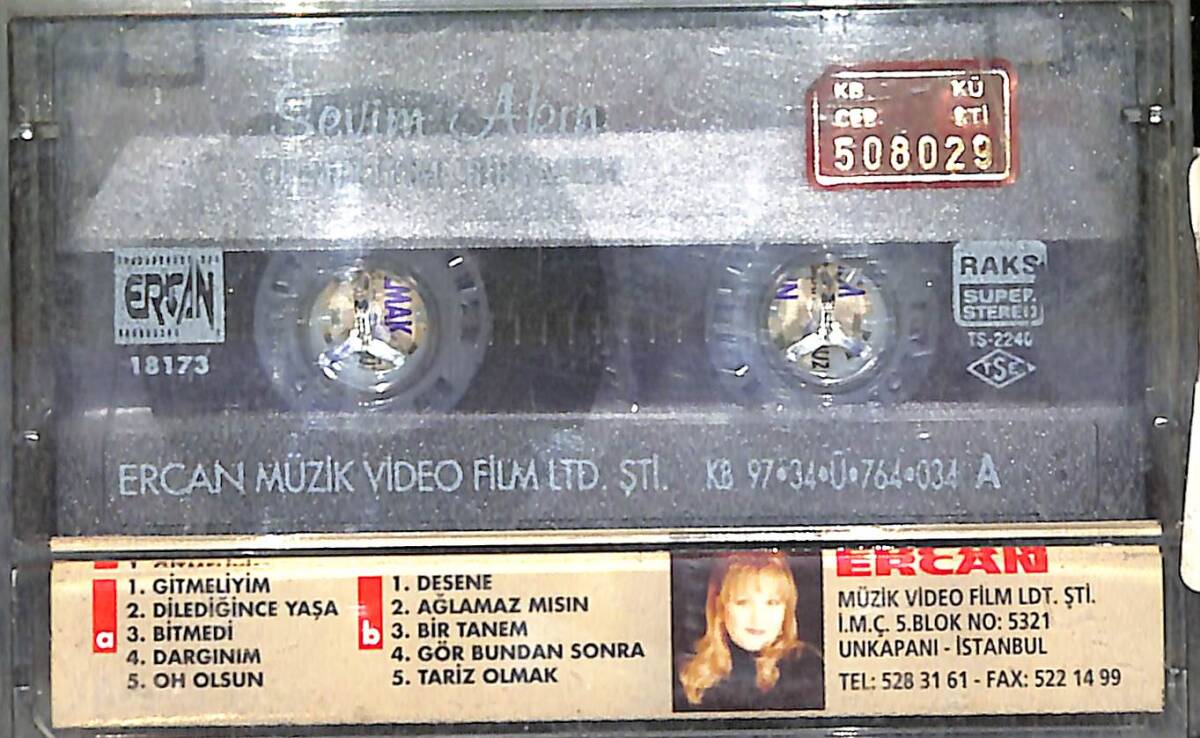 Sevim
KB KÜ
CER. ŞTİ
508029
ERCAN
18173
RAKS
SUPER
STEREO
TS-2240
TSE
MAK
ERCAN MÜZİK VİDEO FİLM LTD. ŞTİ. KB 97•34•Ü•764•034 A
a
1. GİTMELİYİM
2. DİLEDİĞİNCE YAŞA
3. BİTMEDİ
4. DARGINIM
5. OH OLSUN
b
1. DESENE
2. AĞLAMAZ MISIN
3. BİR TANEM
4. GÖR BUNDAN SONRA
5. TARİZ OLMAK
ERCAN
MÜZİK VİDEO FİLM LDT. ŞTİ.
İ.M.Ç. 5.BLOK NO: 5321
UNKAPANI - İSTANBUL
TEL: 528 31 61 - FAX: 522 14 99